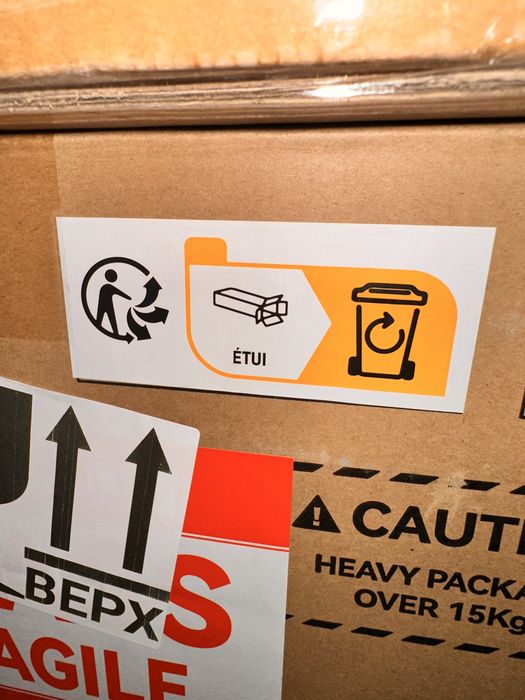 ÉTUI
CAUTI
HEAVY PACKA
OVER 15Kg
ВЕРХ
S
AGILE